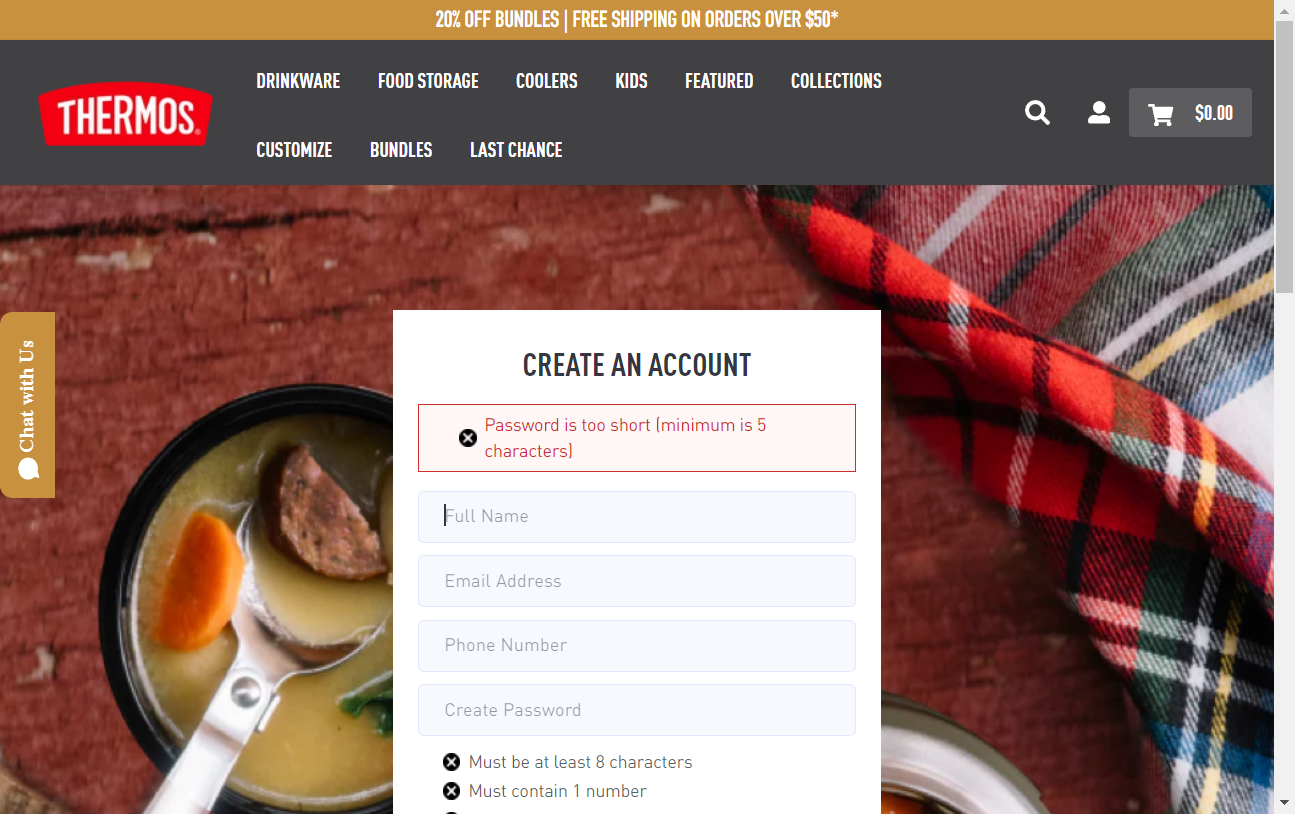 20% OFF BUNDLES | FREE SHIPPING ON ORDERS OVER $50*
THERMOS®
DRINKWARE FOOD STORAGE COOLERS KIDS FEATURED COLLECTIONS
CUSTOMIZE BUNDLES LAST CHANCE
$0.00
Chat with Us
CREATE AN ACCOUNT
Password is too short (minimum is 5
characters)
Full Name
Email Address
Phone Number
Create Password
Must be at least 8 characters
Must contain 1 number